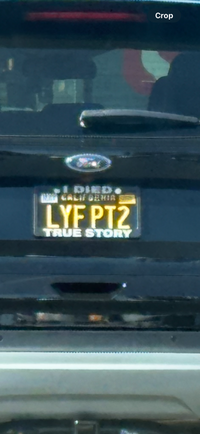 Crop
I DIED
CALIFORNIA
LYF PT2
TRUE STORY